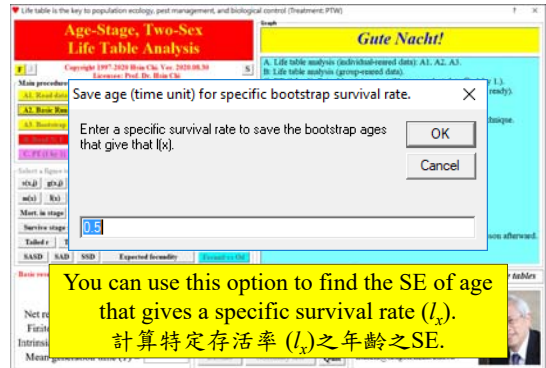 Life table is the key to population ecology, pest management, and biological control (Treatment: PTW)
Age-Stage, Two-Sex
Life Table Analysis
Copyright 1997-2020 Hsin Chi. Ver. 2020.08.30
Licensee: Prof. Dr. Hsin Chi
Graph
Gute Nacht!
A. Life table analysis (individual-reared data): A1. A2. A3.
B: Life table analysis (group-reared data).
Main procedure
Save age (time unit) for specific bootstrap survival rate.
Enter a specific survival rate to save the bootstrap ages
that give that l(x).
OK
Cancel
0.5
A1. Read data
A2. Basic
A3. Bootstrap
ready).
s(x,j)
m(x)
l(x)
Mort. in stage
Survive stage
Tailed r
son afterward.
SASD
SAD
SSD
Expected fecundity
You can use this option to find the SE of age
that gives a specific survival rate (lₓ).
計算特定存活率 (lₓ)之年齡之SE.
tables
Net re
Finite
Intrinsi
Mean generation time (T) =
Quit